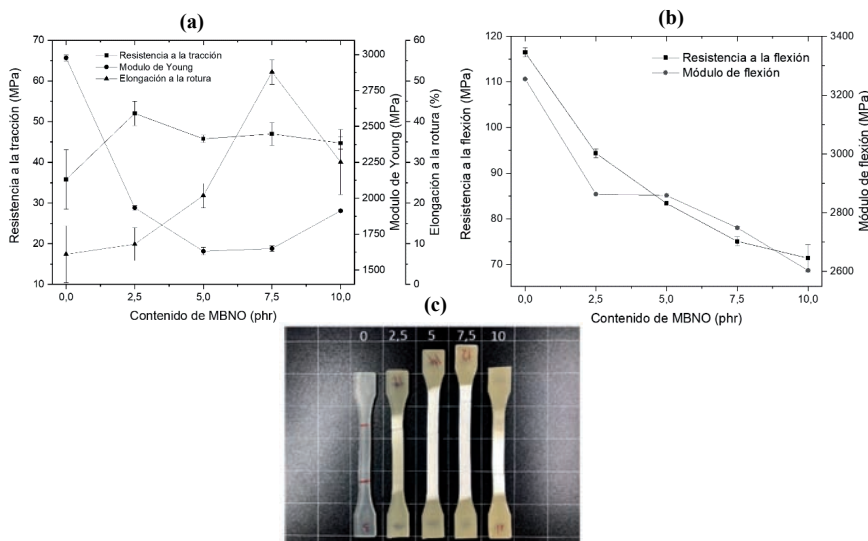 (a)
Resistencia a la tracción (MPa)
70
60
50
40
30
20
10
Resistencia a la tracción
Modulo de Young
Elongación a la rotura
3000
2750
2500
2250
2000
1750
1500
Modulo de Young (MPa)
60
50
40
30
20
10
0
Elongación a la rotura (%)
0,0 2,5 5,0 7,5 10,0
Contenido de MBNO (phr)
(b)
Resistencia a la flexión (MPa)
120
110
100
90
80
70
Resistencia a la flexión
Módulo de flexión
3400
3200
3000
2800
2600
Módulo de flexión (MPa)
0,0 2,5 5,0 7,5 10,0
Contenido de MBNO (phr)
(c)
0 2,5 5 7,5 10